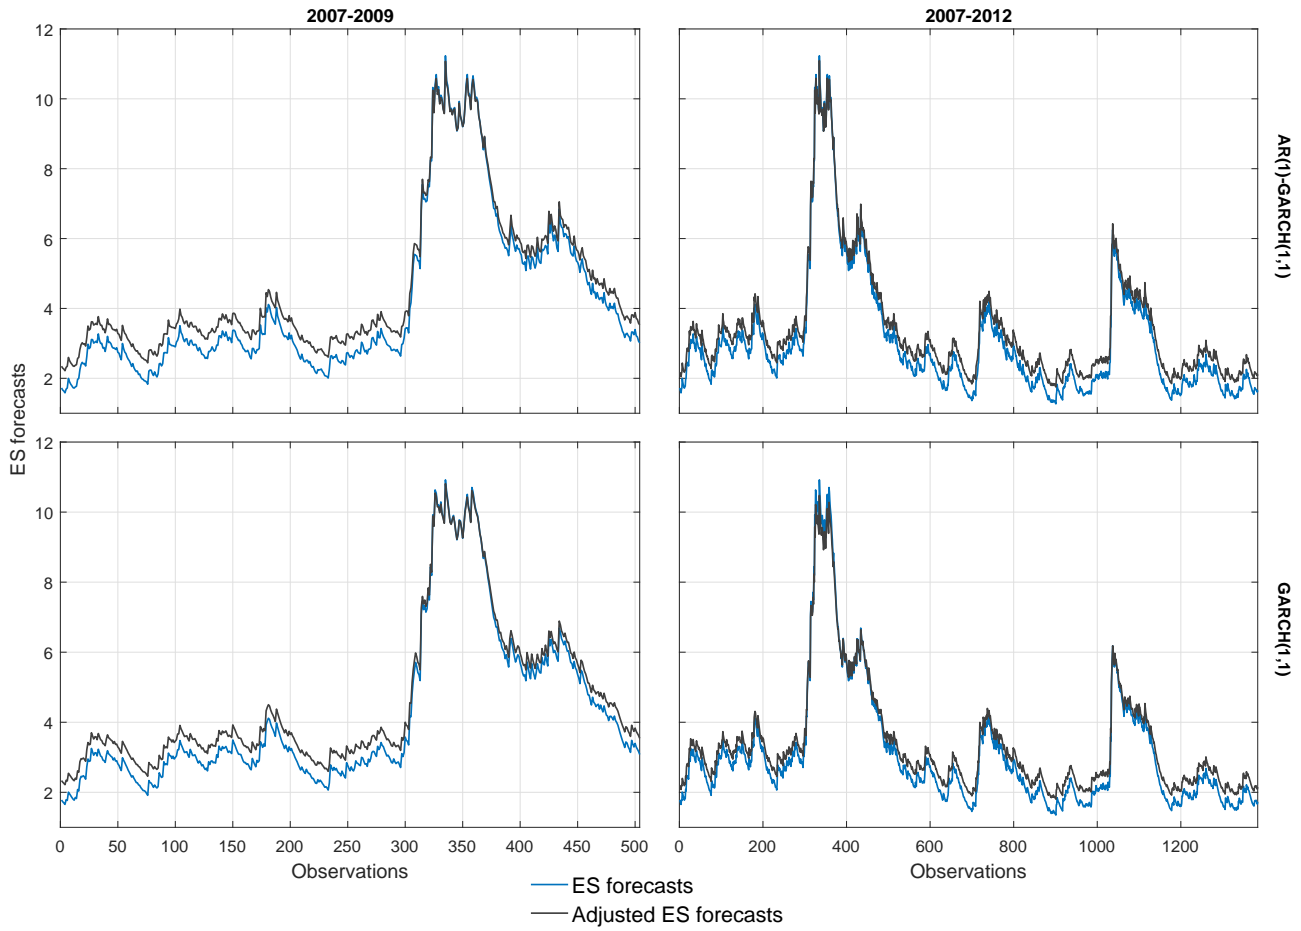 2007-2009
2007-2012
12
10
8
6
4
2
AR(1)-GARCH(1,1)
ES forecasts
12
10
8
6
4
2
GARCH(1,1)
0 50 100 150 200 250 300 350 400 450 500
0 200 400 600 800 1000 1200
Observations
Observations
ES forecasts
Adjusted ES forecasts